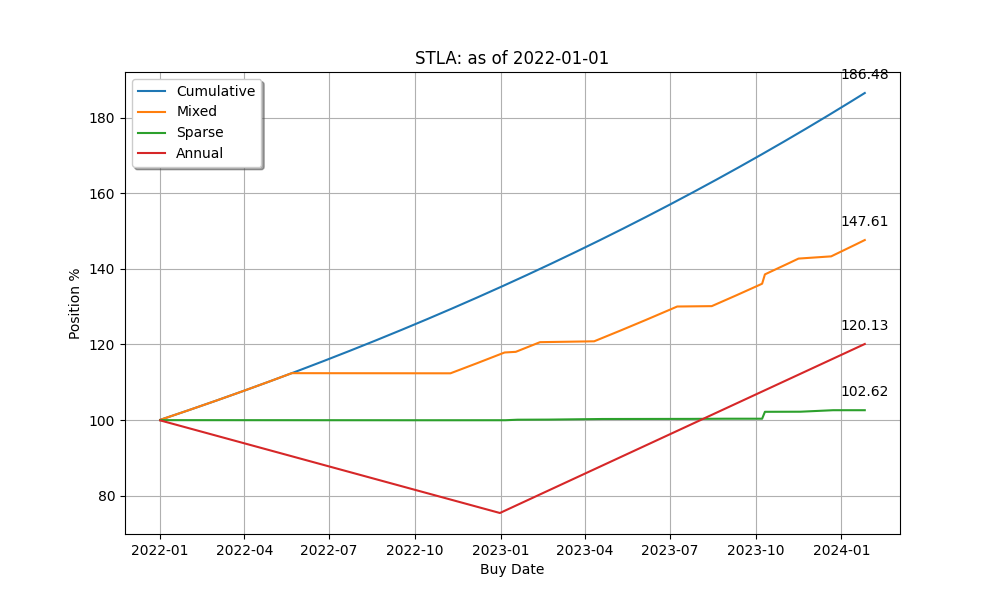 STLA: as of 2022-01-01
186.48
Cumulative
Mixed
Sparse
Annual
180
160
147.61
140
120.13
120
102.62
100
80
Position %
2022-01 2022-04 2022-07 2022-10 2023-01 2023-04 2023-07 2023-10 2024-01
Buy Date